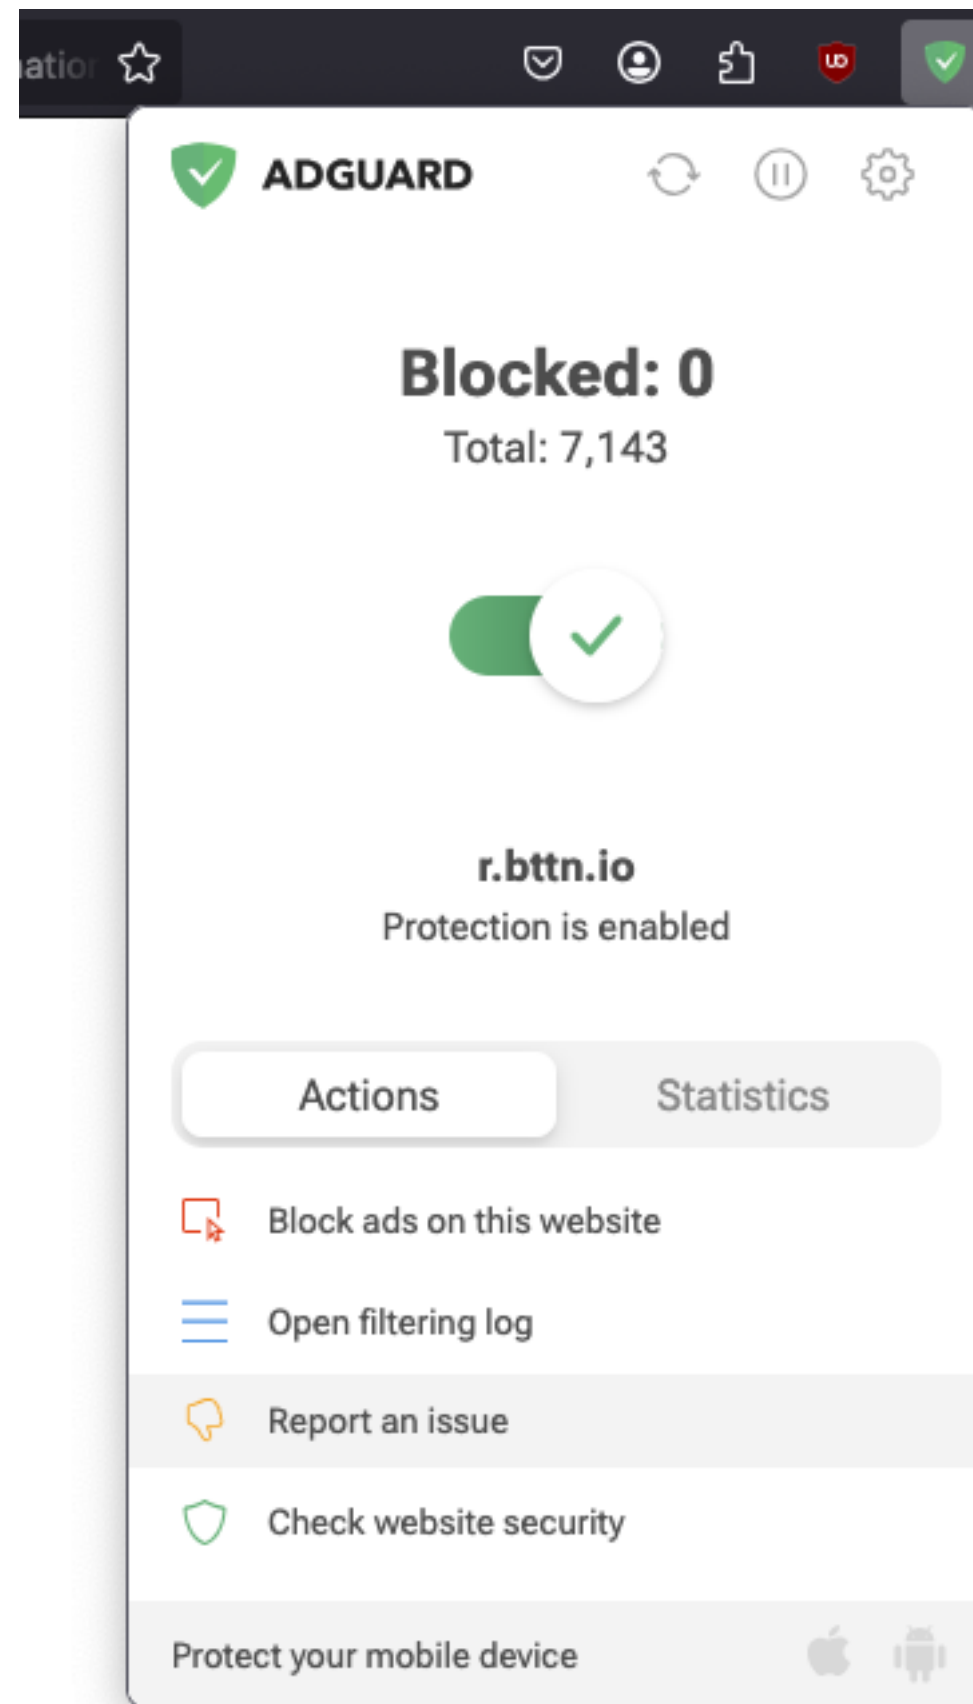 ADGUARD
Blocked: 0
Total: 7,143
r.bttn.io
Protection is enabled
Actions
Statistics
Block ads on this website
Open filtering log
Report an issue
Check website security
Protect your mobile device